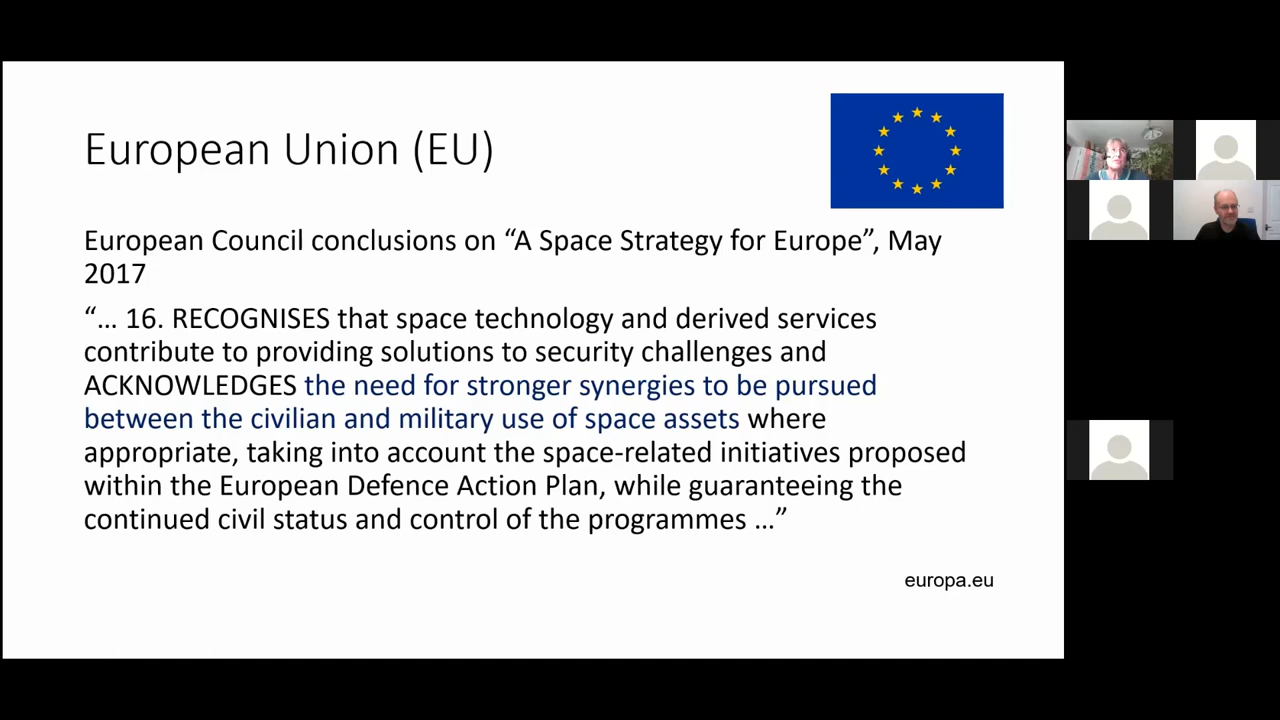 European Union (EU)
European Council conclusions on “A Space Strategy for Europe”, May
2017
“… 16. RECOGNISES that space technology and derived services
contribute to providing solutions to security challenges and
ACKNOWLEDGES the need for stronger synergies to be pursued
between the civilian and military use of space assets where
appropriate, taking into account the space-related initiatives proposed
within the European Defence Action Plan, while guaranteeing the
continued civil status and control of the programmes …”
europa.eu